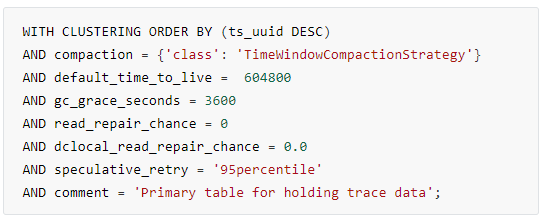 WITH CLUSTERING ORDER BY (ts_uuid DESC)
AND compaction = {'class': 'TimeWindowCompactionStrategy'}
AND default_time_to_live =  604800
AND gc_grace_seconds = 3600
AND read_repair_chance = 0
AND dclocal_read_repair_chance = 0.0
AND speculative_retry = '95percentile'
AND comment = 'Primary table for holding trace data';